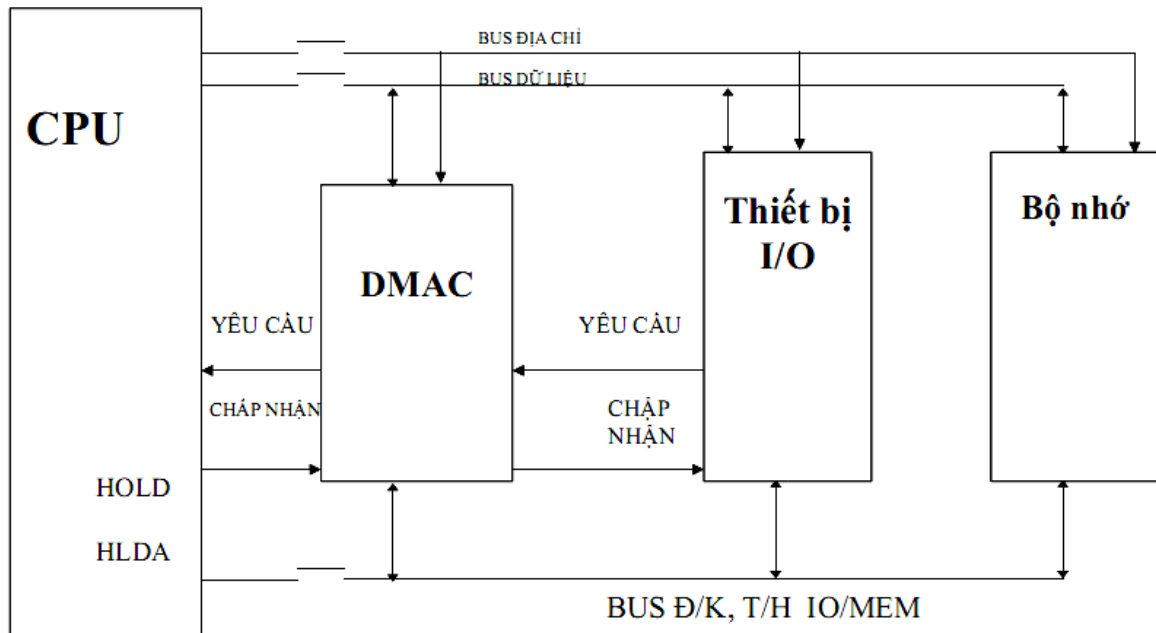 BUS ĐỊA CHỈ
BUS DỮ LIỆU
CPU
Thiết bị
I/O
Bộ nhớ
DMAC
YÊU CẦU
YÊU CẦU
CHẤP NHẬN
CHẬP
NHẬN
HOLD
HLDA
BUS Đ/K, T/H IO/MEM